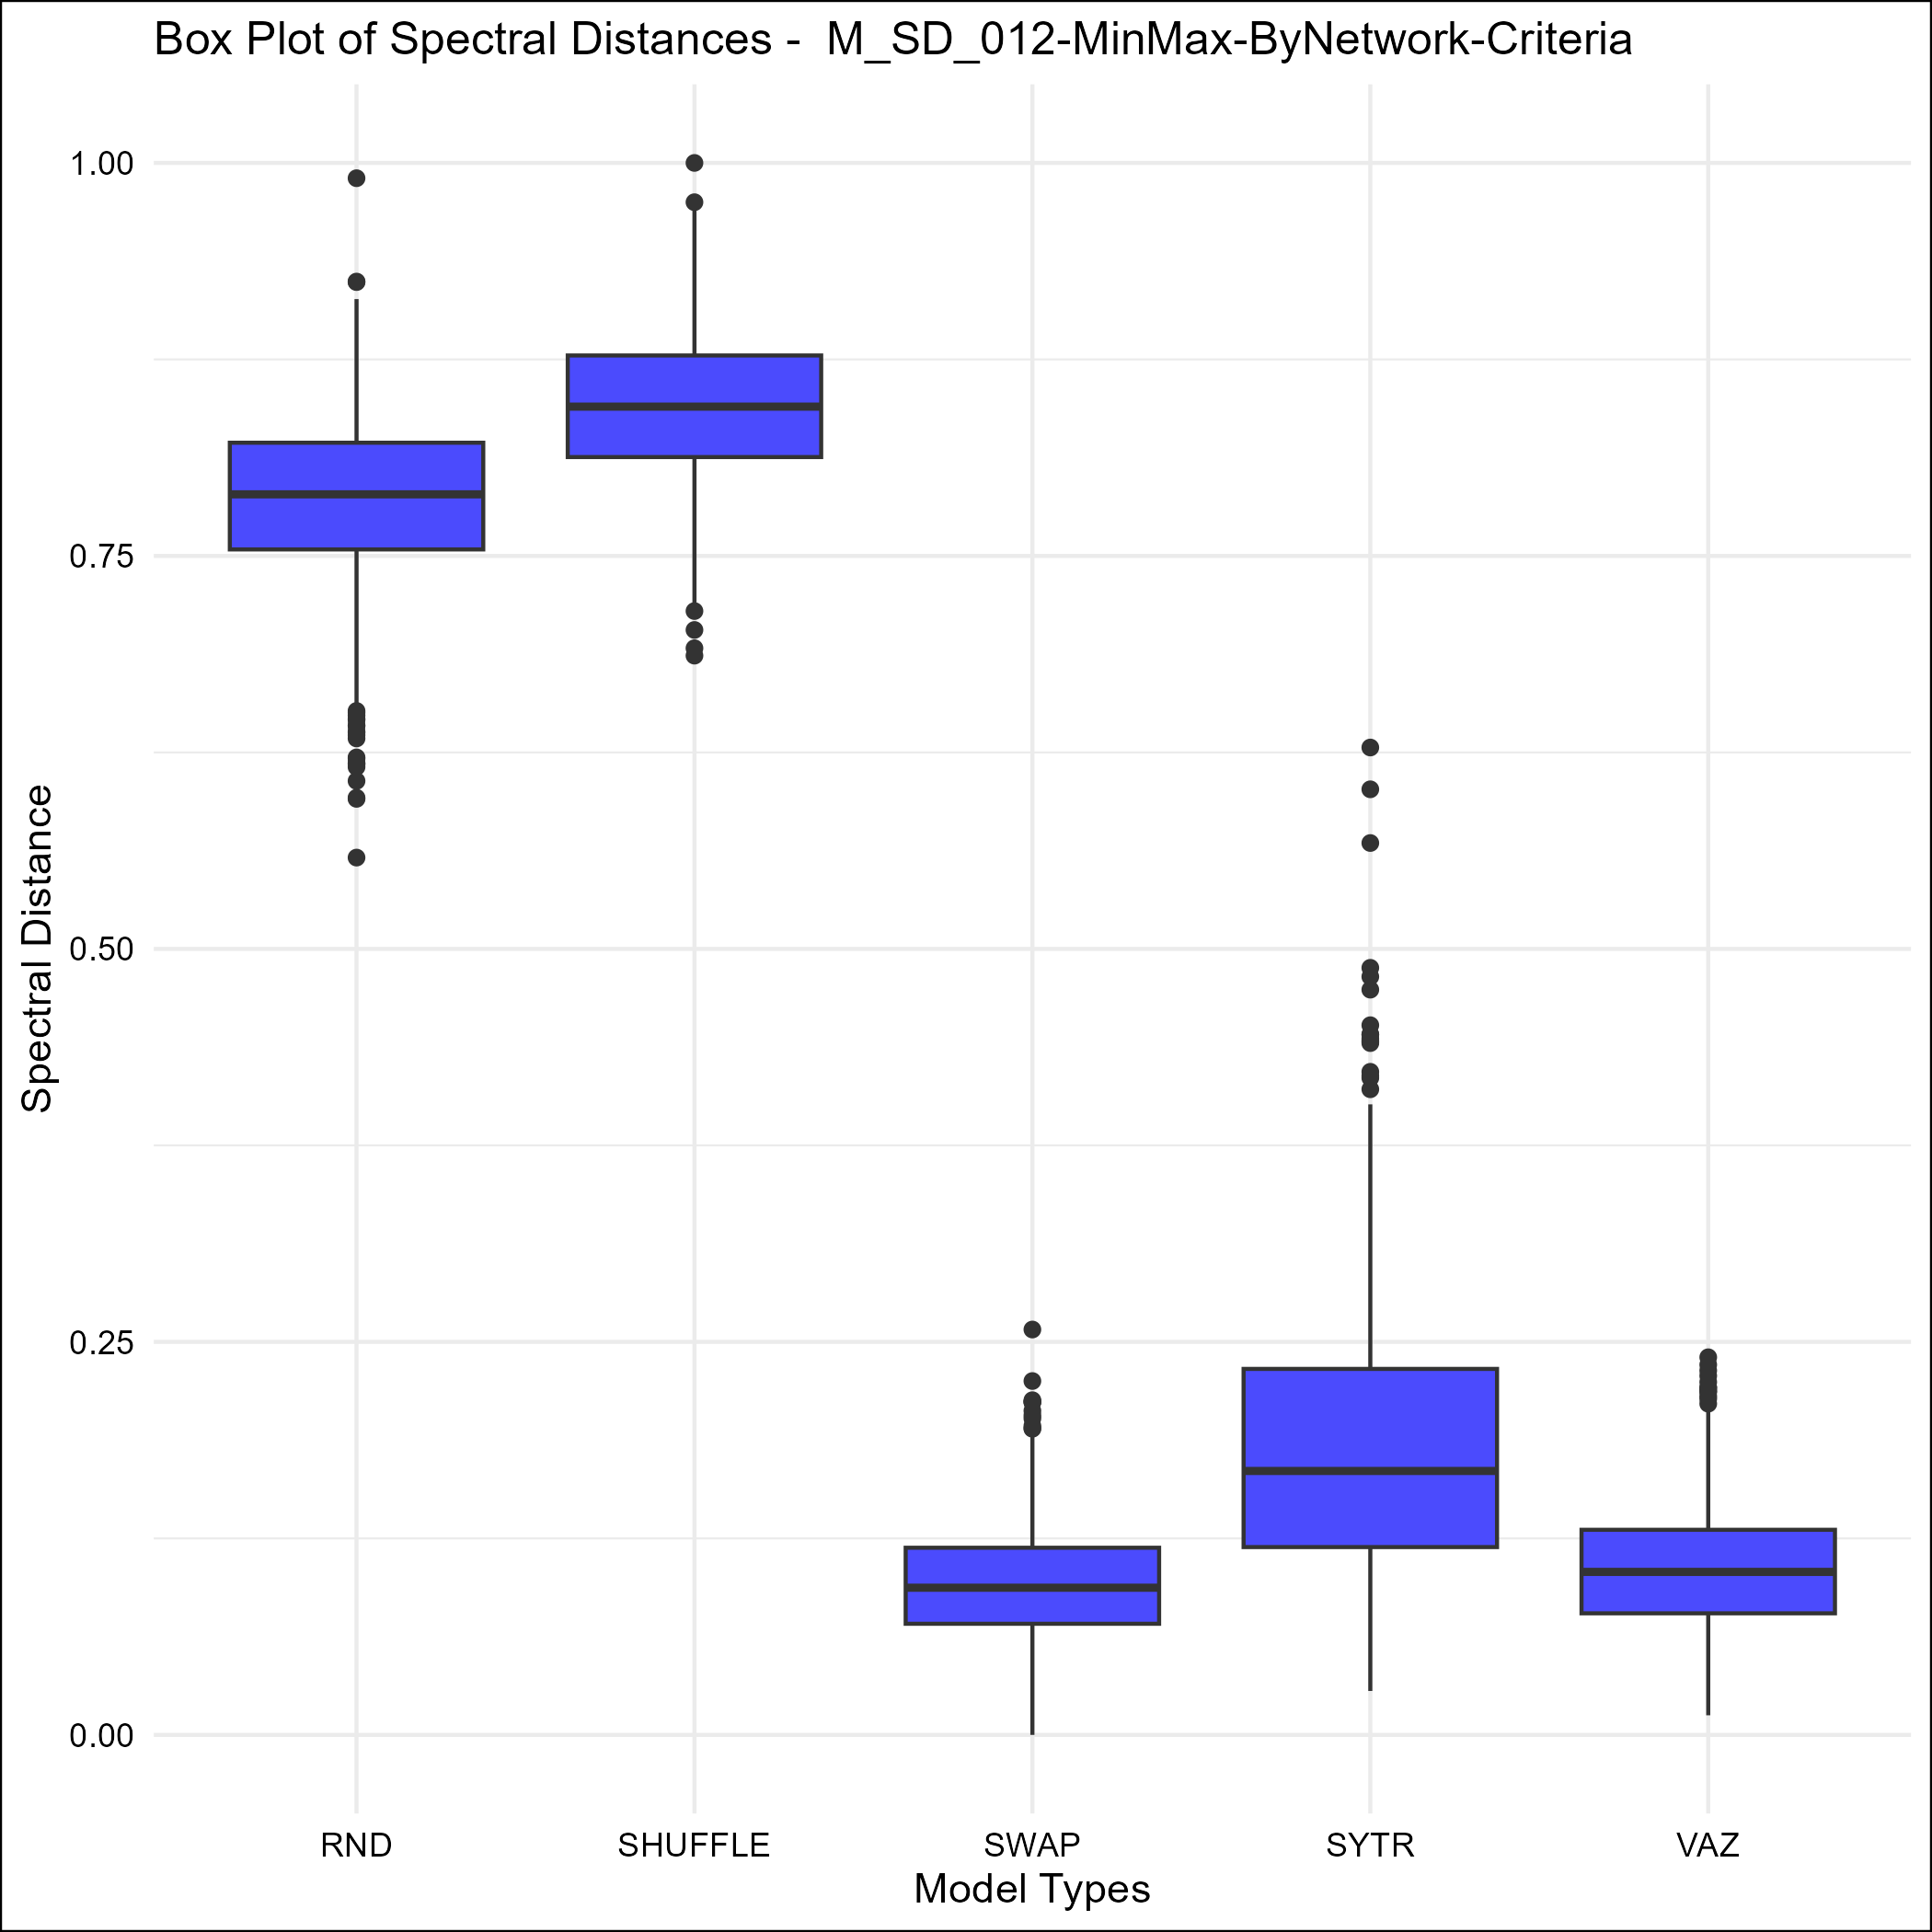 Box Plot of Spectral Distances -  M_SD_012-MinMax-ByNetwork-Criteria
Spectral Distance
1.00
0.75
0.50
0.25
0.00
RND SHUFFLE SWAP SYTR VAZ
Model Types